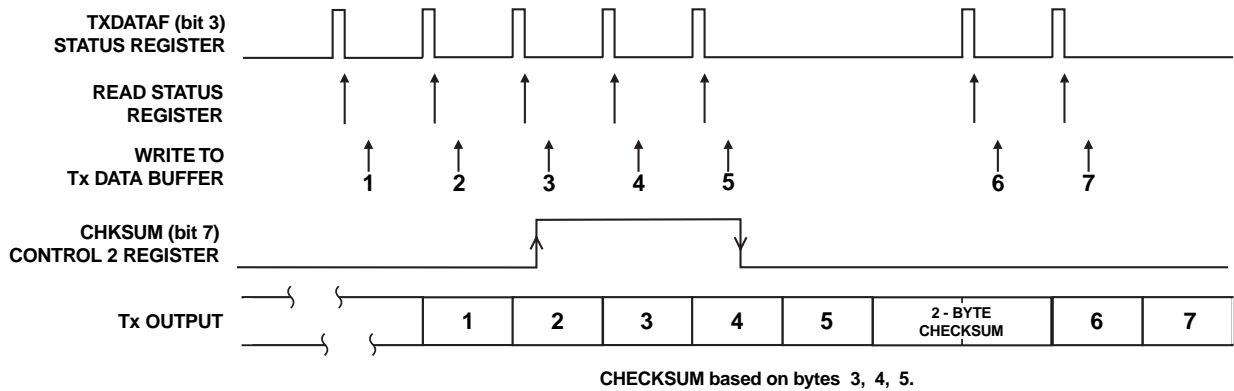 TXDATAF (bit 3)
STATUS REGISTER
READ STATUS
REGISTER
WRITE TO
Tx DATA BUFFER
1 2 3 4 5 6 7
CHKSUM (bit 7)
CONTROL 2 REGISTER
Tx OUTPUT
1 2 3 4 5 2 - BYTE CHECKSUM 6 7
CHECKSUM based on bytes 3, 4, 5.